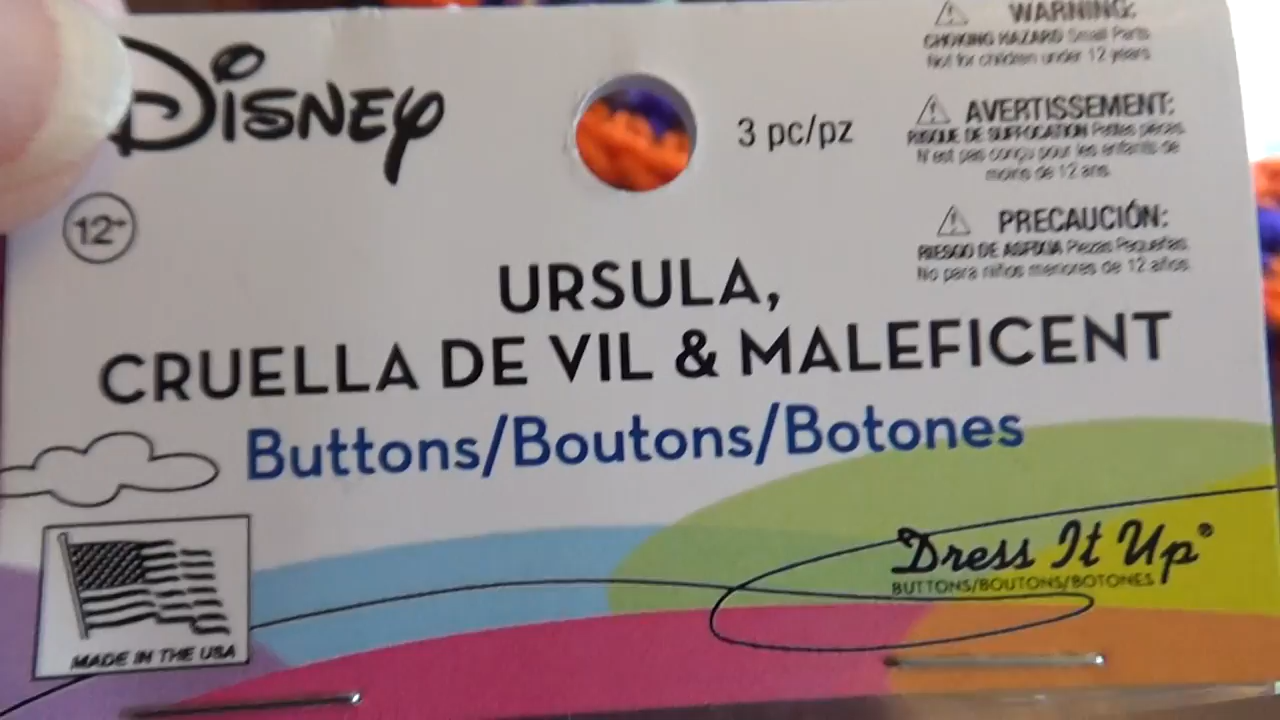 DISNEY
3 pc/pz
WARNING:
CHOKING HAZARD Small Parts
Not for children under 12 years
AVERTISSEMENT:
RISQUE DE SUFFOCATION Petites pièces
N'est pas conçu pour les enfants de
moins de 12 ans.
PRECAUCIÓN:
RIESGO DE ASFIXIA Piezas Pequeñas
No para niños menores de 12 años
12+
URSULA,
CRUELLA DE VIL & MALEFICENT
Buttons/Boutons/Botones
Dress It Up®
BUTTONS/BOUTONS/BOTONES
MADE IN THE USA